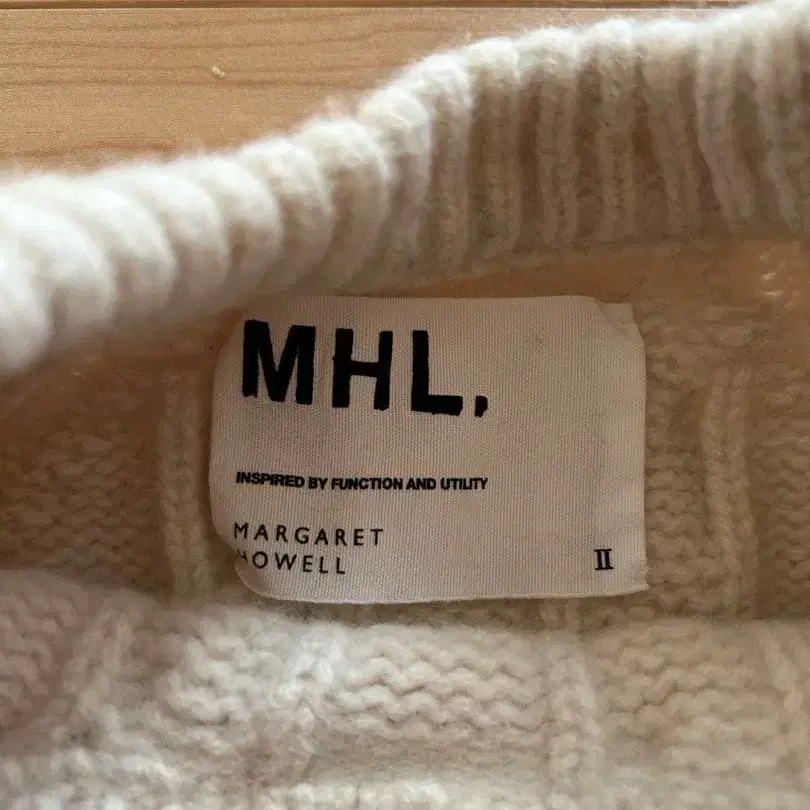 MHL.
INSPIRED BY FUNCTION AND UTILITY
MARGARET
HOWELL
II